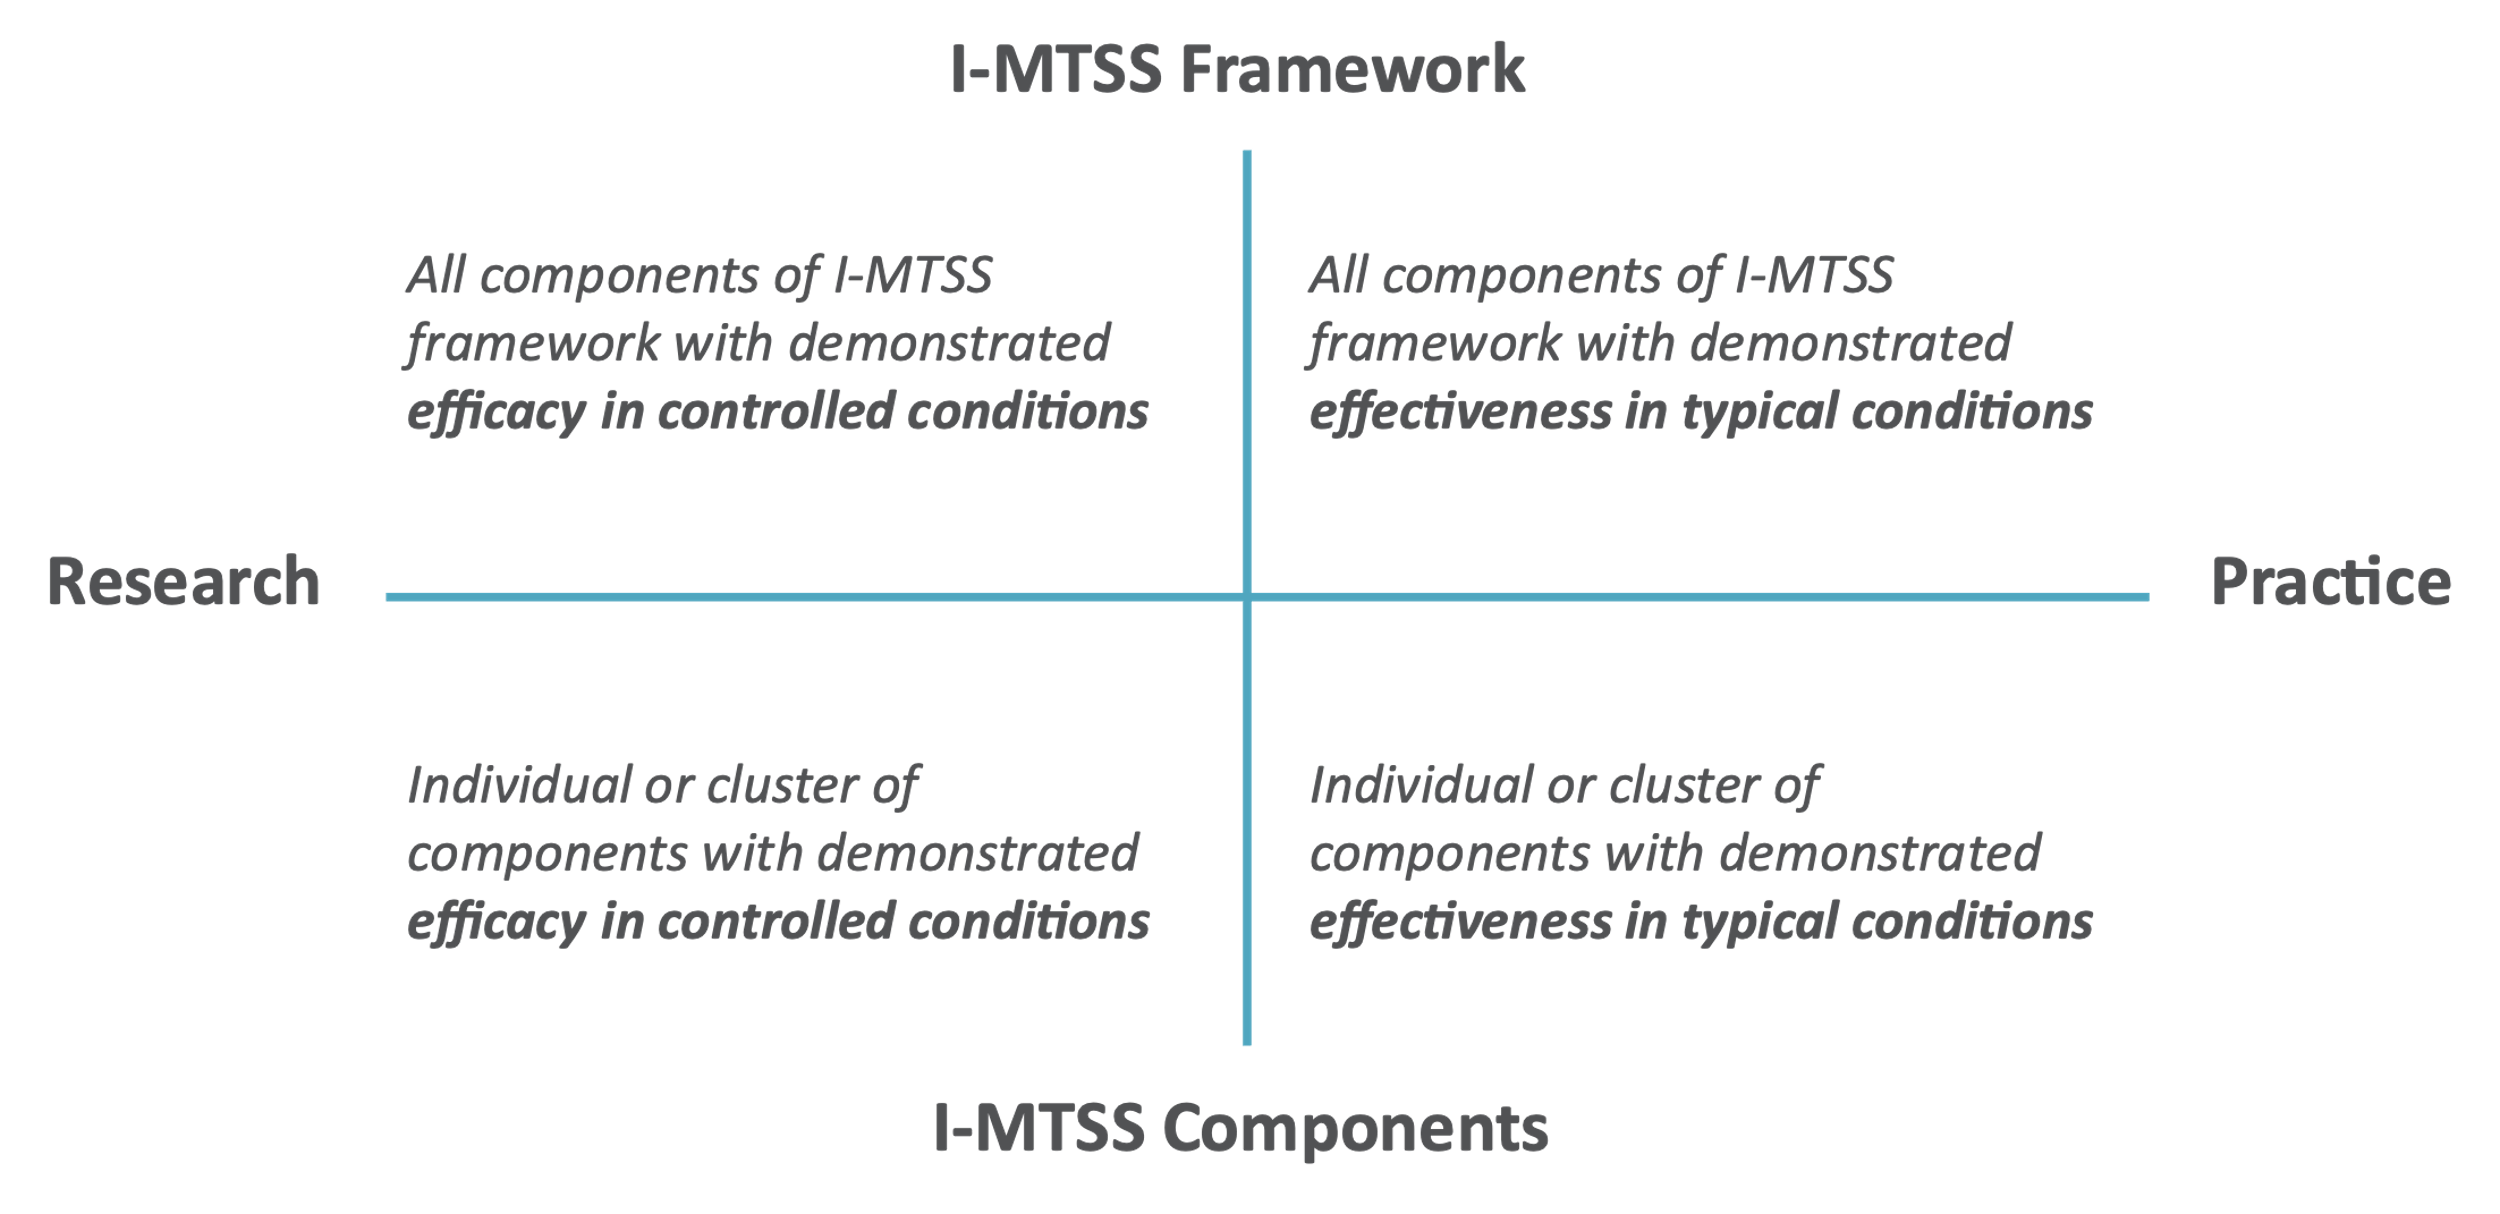 I-MTSS Framework
All components of I-MTSS
framework with demonstrated
efficacy in controlled conditions
All components of I-MTSS
framework with demonstrated
effectiveness in typical conditions
Research
Practice
Individual or cluster of
components with demonstrated
efficacy in controlled conditions
Individual or cluster of
components with demonstrated
effectiveness in typical conditions
I-MTSS Components